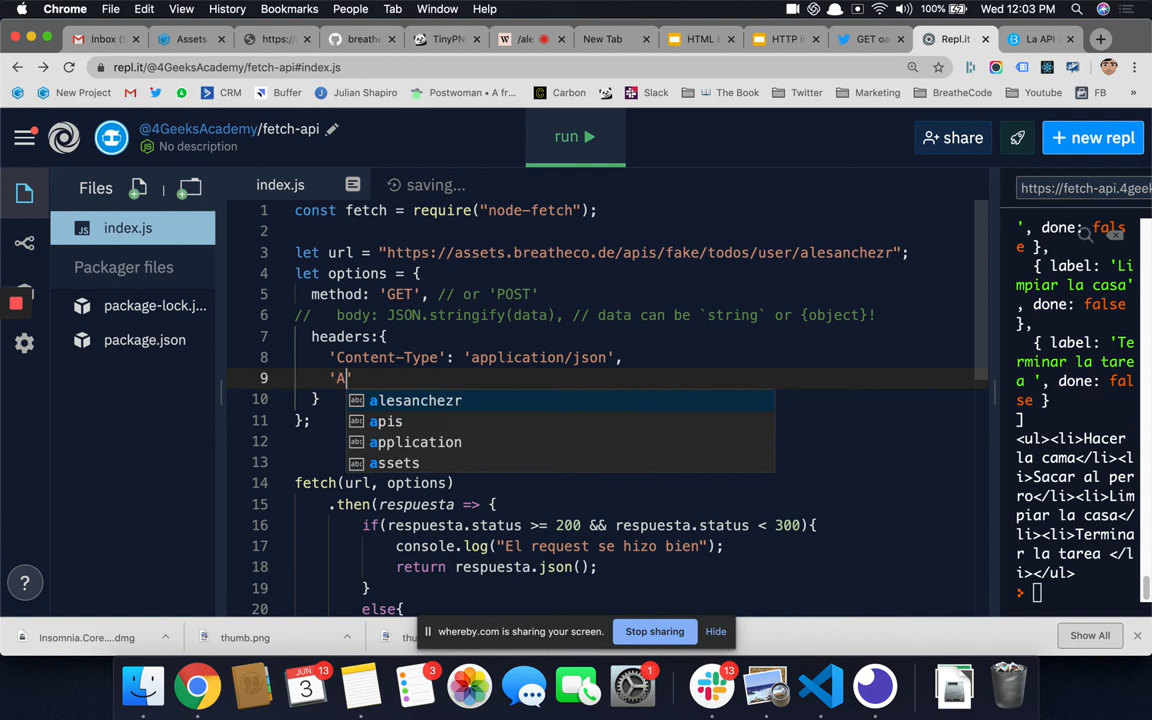 Chrome File Edit View History Bookmarks People Tab Window Help 100% Wed 12:03 PM
Inbox ( Assets https:/ breathe TinyPN /ale New Tab HTML HTTP in GET oa Repl.it La API
repl.it/@4GeeksAcademy/fetch-api#index.js
New Project CRM Buffer Julian Shapiro Postwoman - A fr... Carbon Slack The Book Twitter Marketing BreatheCode Youtube FB »
@4GeeksAcademy/fetch-api
No description
run
share
+ new repl
Files
index.js
saving...
https://fetch-api.4geek
index.js
Packager files
package-lock.j...
package.json
1 const fetch = require("node-fetch");
2
3 let url = "https://assets.breatheco.de/apis/fake/todos/user/alesanchezr";
4 let options = {
5 method: 'GET', // or 'POST'
6 // body: JSON.stringify(data), // data can be `string` or {object}!
7 headers:{
8 'Content-Type': 'application/json',
9 'A'
10 }
alesanchezr
11 };
apis
12
application
13
assets
14 fetch(url, options)
15 .then(respuesta => {
16 if(respuesta.status >= 200 && respuesta.status < 300){
17 console.log("El request se hizo bien");
18 return respuesta.json();
19 }
20 else{
', done: fals
e },
{ label: 'Li
mpiar la casa'
, done: false
},
{ label: 'Te
rminar la tare
a ', done: fal
se }
]
<ul><li>Hacer
la cama</li><l
i>Sacar al per
ro</li><li>Lim
piar la casa</
li><li>Termina
r la tarea </l
i></ul>
?
whereby.com is sharing your screen. Stop sharing Hide
Insomnia.Core....dmg thumb.png thu Show All
13 JUN 3 3 1 13